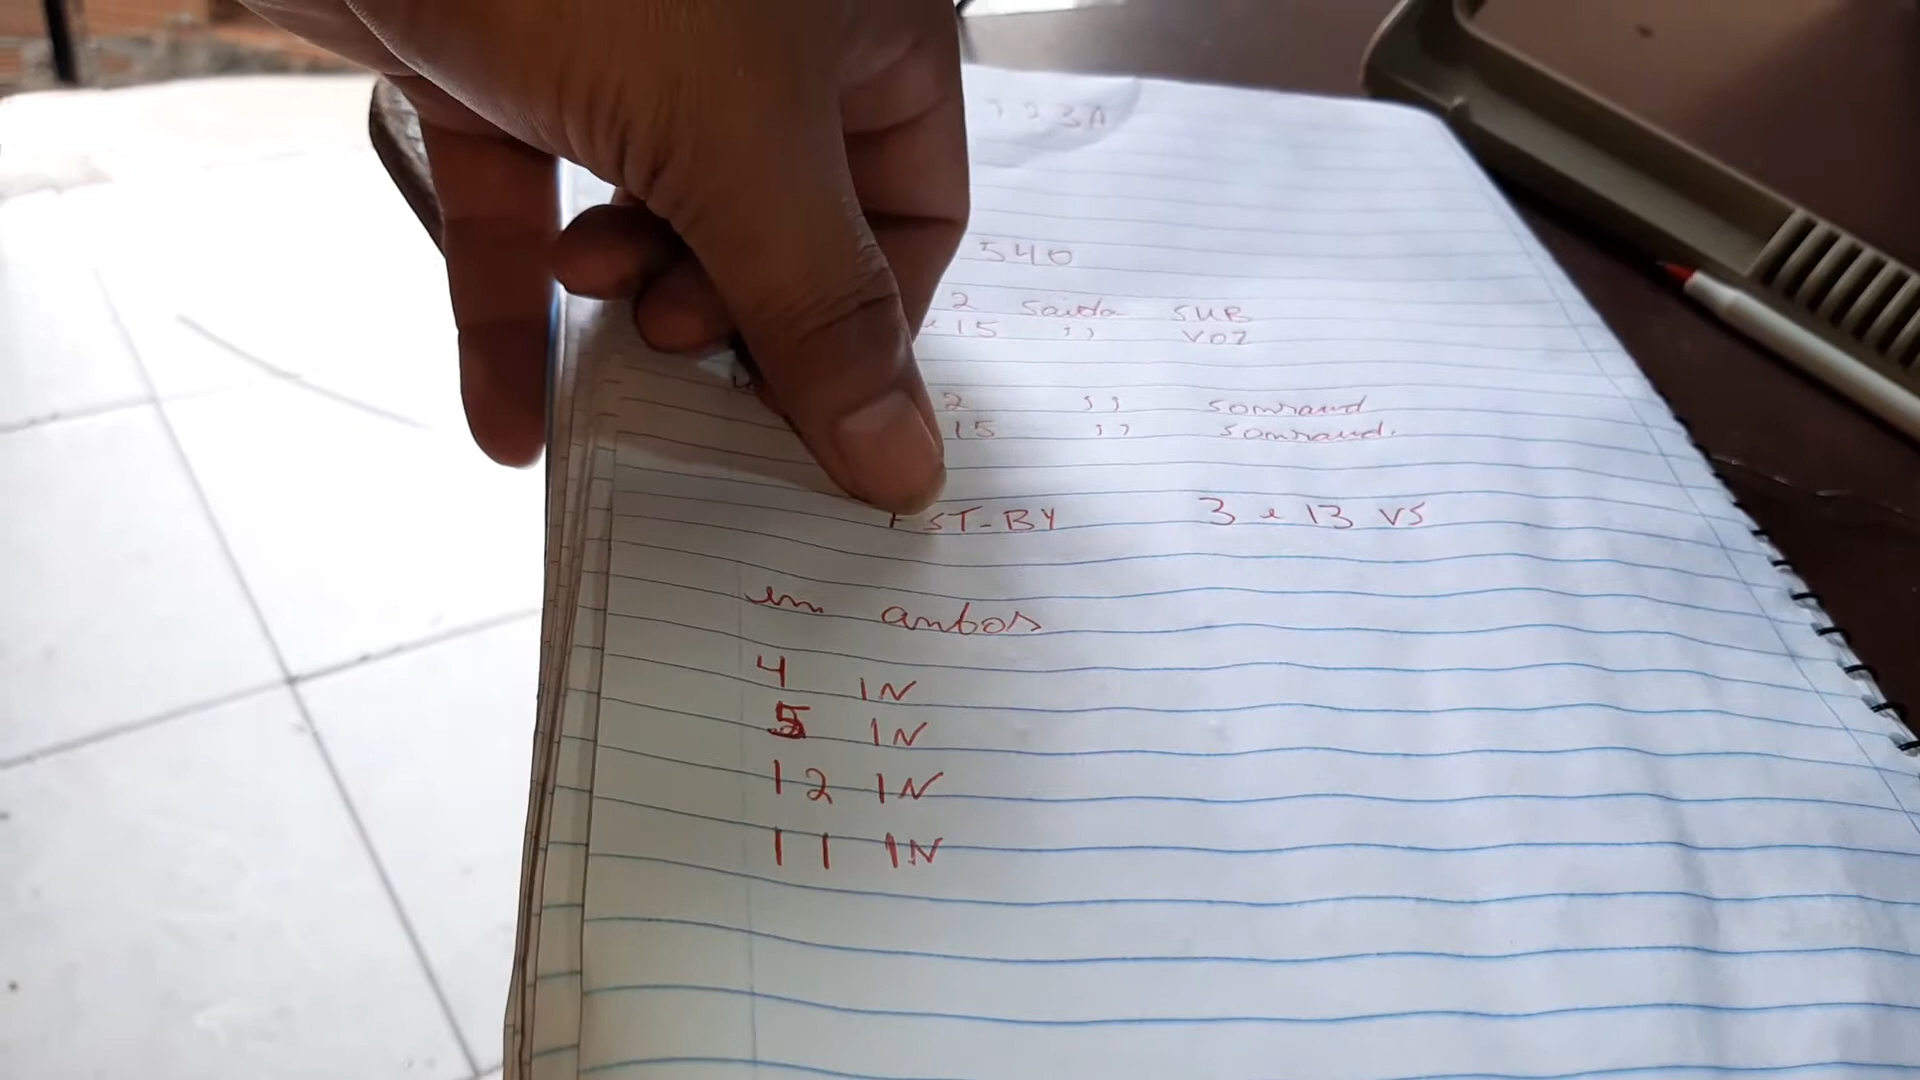 723A
540
2 saida SUB
e 15 ,, VOZ
2 ,, somraund
15 ,, somraund.
ST-BY 3 e 13 VS
em ambos
4 IN
5 IN
12 IN
11 IN